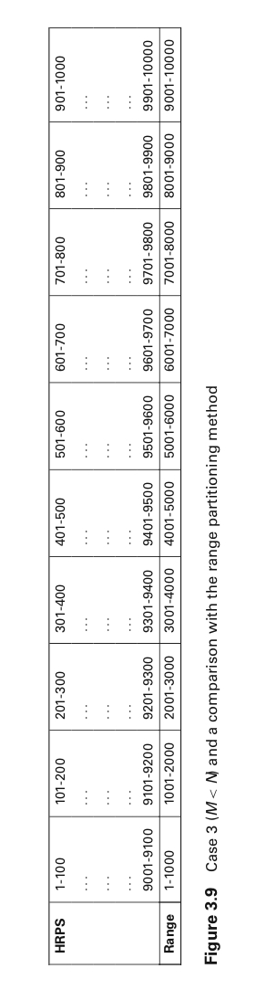 HRPS 1-100 101-200 201-300 301-400 401-500 501-600 601-700 701-800 801-900 901-1000
... ... ... ... ... ... ... ... ... ...
... ... ... ... ... ... ... ... ... ...
... ... ... ... ... ... ... ... ... ...
9001-9100 9101-9200 9201-9300 9301-9400 9401-9500 9501-9600 9601-9700 9701-9800 9801-9900 9901-10000
Range 1-1000 1001-2000 2001-3000 3001-4000 4001-5000 5001-6000 6001-7000 7001-8000 8001-9000 9001-10000
Figure 3.9 Case 3 (M < N) and a comparison with the range partitioning method